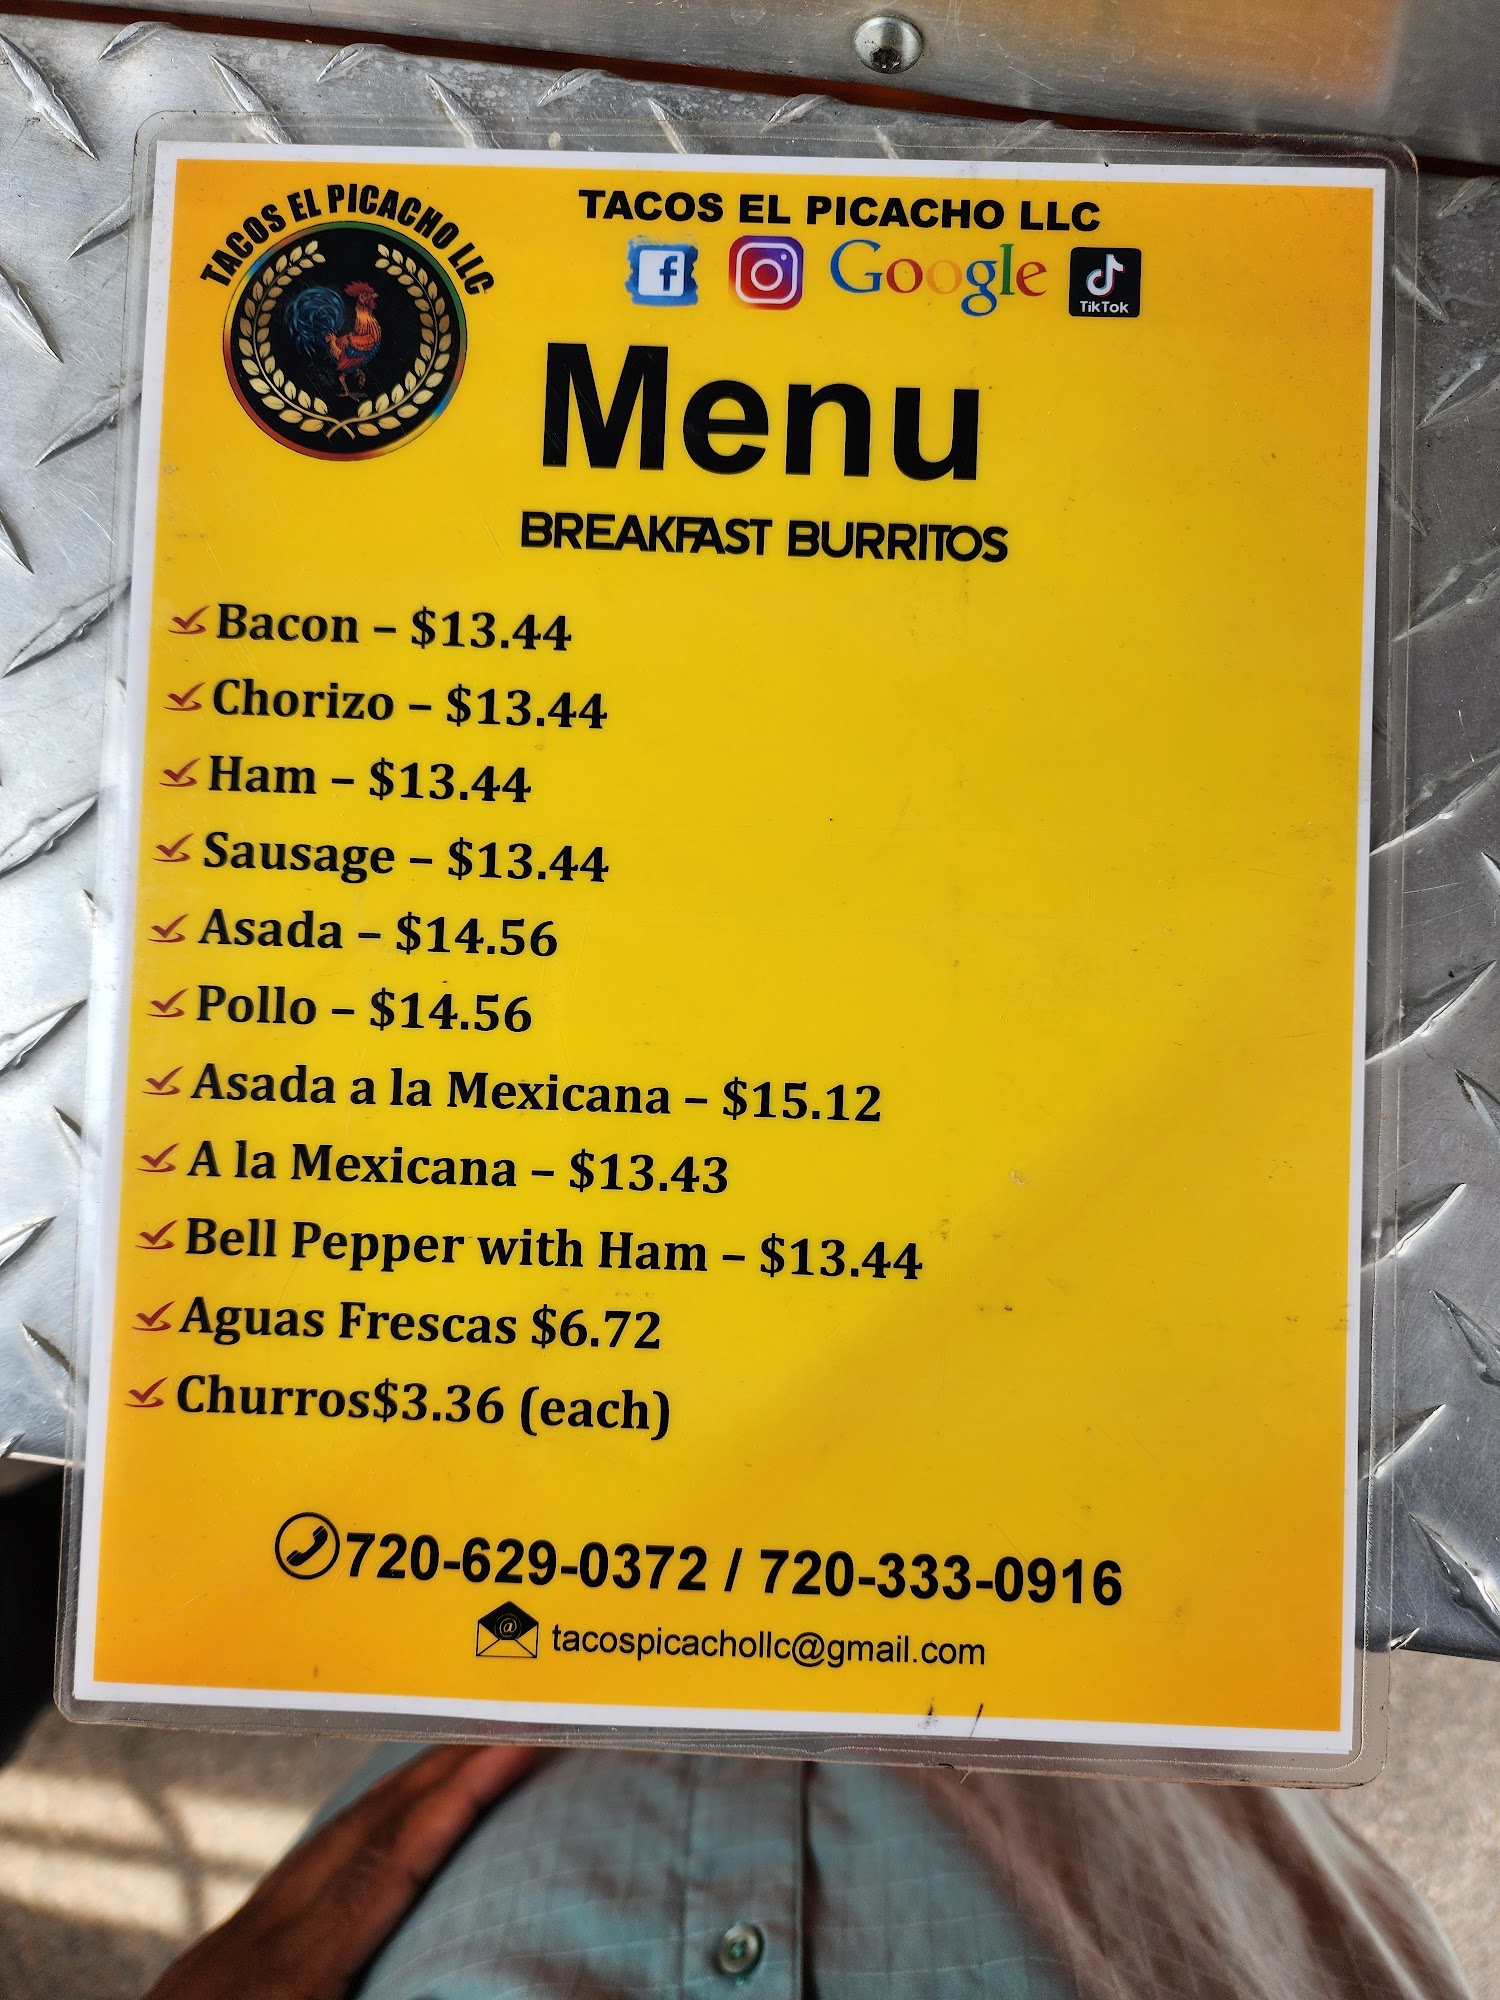 TACOS EL PICACHO LLC
TACOS EL PICACHO LLC
f Google TikTok
Menu
BREAKFAST BURRITOS
Bacon – $13.44
Chorizo – $13.44
Ham – $13.44
Sausage – $13.44
Asada – $14.56
Pollo – $14.56
Asada a la Mexicana – $15.12
A la Mexicana – $13.43
Bell Pepper with Ham – $13.44
Aguas Frescas $6.72
Churros$3.36 (each)
720-629-0372 / 720-333-0916
@ tacospicachollc@gmail.com